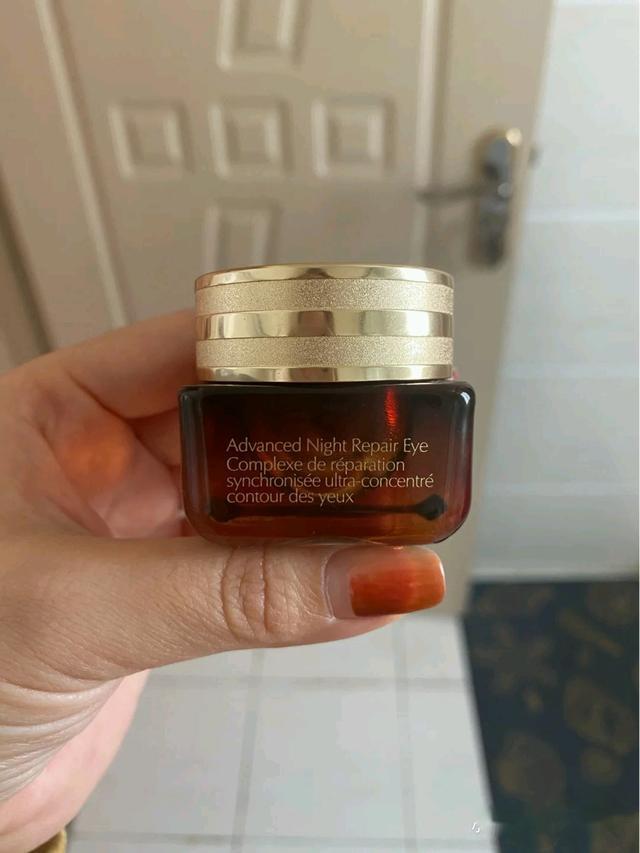 Advanced Night Repair Eye
Complexe de réparation
synchronisée ultra-concentré
contour des yeux